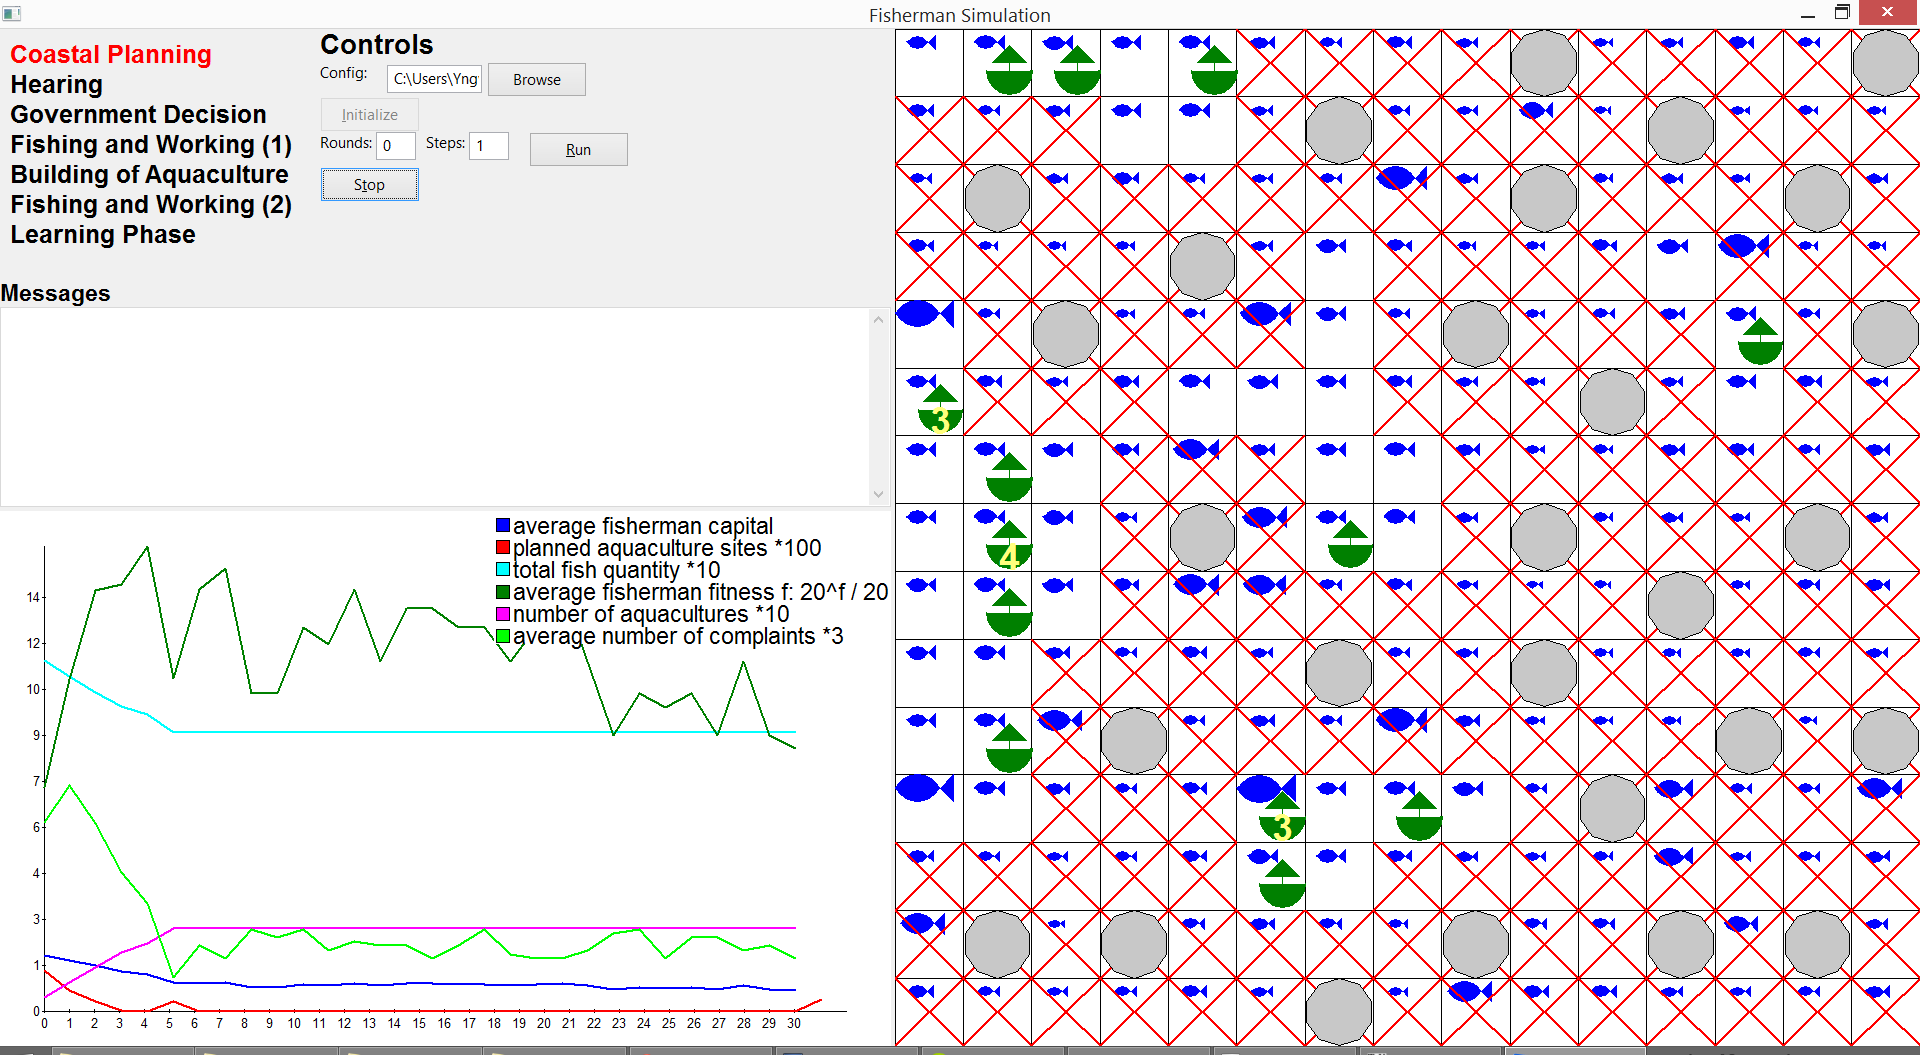 Fisherman Simulation
Coastal Planning
Hearing
Government Decision
Fishing and Working (1)
Building of Aquaculture
Fishing and Working (2)
Learning Phase
Controls
Config: C:\Users\Yng Browse
Initialize
Rounds: 0 Steps: 1 Run
Stop
Messages
average fisherman capital
planned aquaculture sites *100
total fish quantity *10
average fisherman fitness f: 20^f / 20
number of aquacultures *10
average number of complaints *3
14
12
10
9
7
6
4
3
1
0
0 1 2 3 4 5 6 7 8 9 10 11 12 13 14 15 16 17 18 19 20 21 22 23 24 25 26 27 28 29 30
3
4
3